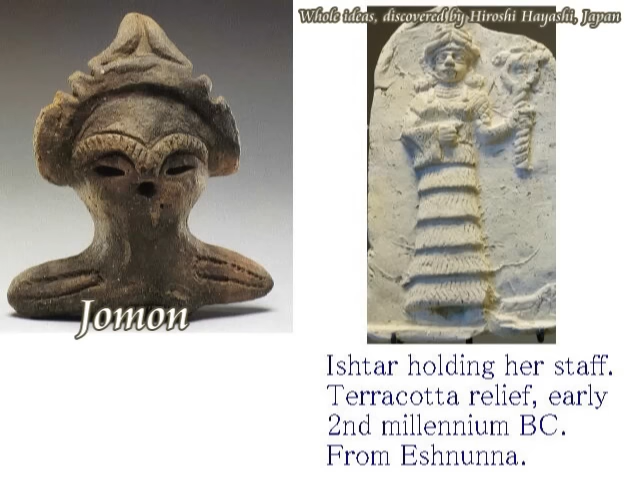 Whole ideas, discovered by Hiroshi Hayashi, Japan
Jomon
Ishtar holding her staff.
Terracotta relief, early
2nd millennium BC.
From Eshnunna.